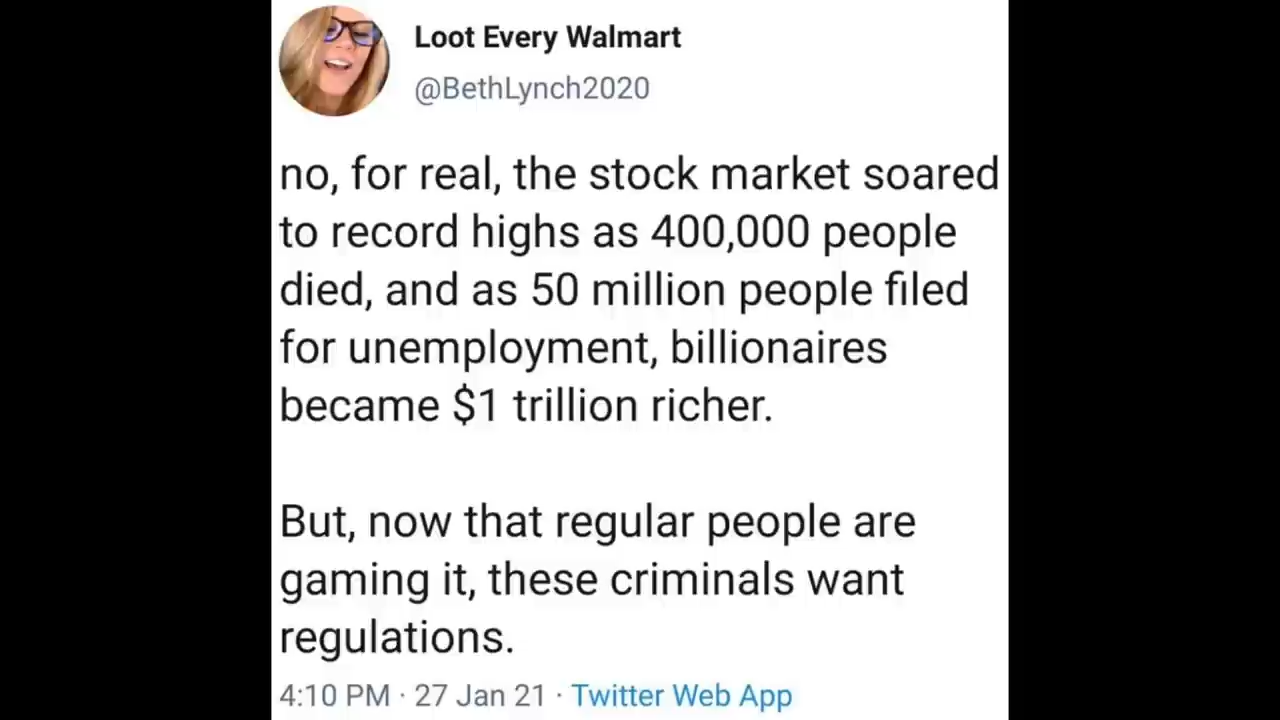 Loot Every Walmart
@BethLynch2020
no, for real, the stock market soared
to record highs as 400,000 people
died, and as 50 million people filed
for unemployment, billionaires
became $1 trillion richer.
But, now that regular people are
gaming it, these criminals want
regulations.
4:10 PM · 27 Jan 21 · Twitter Web App